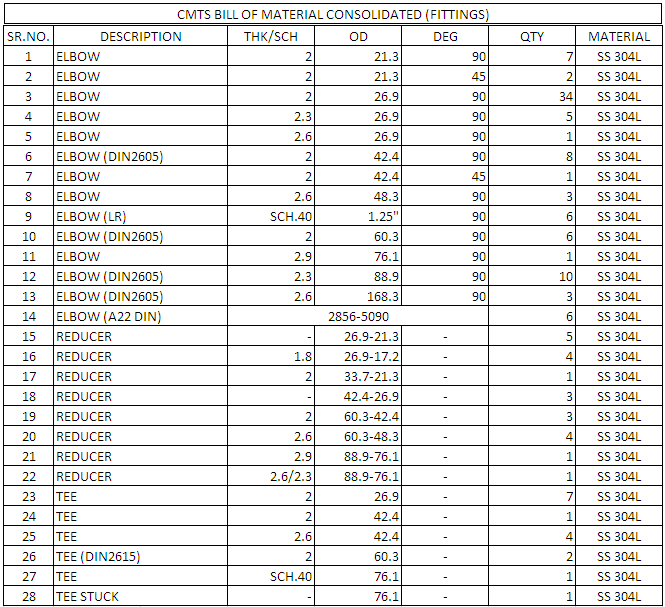 CMTS BILL OF MATERIAL CONSOLIDATED (FITTINGS)
SR.NO. DESCRIPTION THK/SCH OD DEG QTY MATERIAL
1 ELBOW 2 21.3 90 7 SS 304L
2 ELBOW 2 21.3 45 2 SS 304L
3 ELBOW 2 26.9 90 34 SS 304L
4 ELBOW 2.3 26.9 90 5 SS 304L
5 ELBOW 2.6 26.9 90 1 SS 304L
6 ELBOW (DIN2605) 2 42.4 90 8 SS 304L
7 ELBOW 2 42.4 45 1 SS 304L
8 ELBOW 2.6 48.3 90 3 SS 304L
9 ELBOW (LR) SCH.40 1.25" 90 6 SS 304L
10 ELBOW (DIN2605) 2 60.3 90 6 SS 304L
11 ELBOW 2.9 76.1 90 1 SS 304L
12 ELBOW (DIN2605) 2.3 88.9 90 10 SS 304L
13 ELBOW (DIN2605) 2.6 168.3 90 3 SS 304L
14 ELBOW (A22 DIN) 2856-5090 6 SS 304L
15 REDUCER - 26.9-21.3 - 5 SS 304L
16 REDUCER 1.8 26.9-17.2 - 4 SS 304L
17 REDUCER 2 33.7-21.3 - 1 SS 304L
18 REDUCER - 42.4-26.9 - 3 SS 304L
19 REDUCER 2 60.3-42.4 - 3 SS 304L
20 REDUCER 2.6 60.3-48.3 - 4 SS 304L
21 REDUCER 2.9 88.9-76.1 - 1 SS 304L
22 REDUCER 2.6/2.3 88.9-76.1 - 1 SS 304L
23 TEE 2 26.9 - 7 SS 304L
24 TEE 2 42.4 - 1 SS 304L
25 TEE 2.6 42.4 - 4 SS 304L
26 TEE (DIN2615) 2 60.3 - 2 SS 304L
27 TEE SCH.40 76.1 - 1 SS 304L
28 TEE STUCK - 76.1 - 1 SS 304L